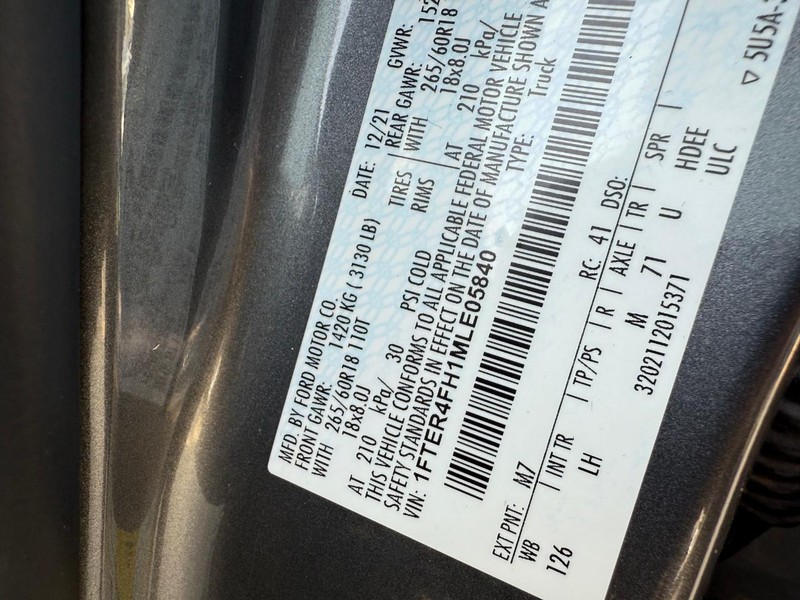 MFD. BY FORD MOTOR CO.
DATE: 12/21 GVWR:
FRONT GAWR: 1420 KG ( 3130 LB) REAR GAWR: 152
WITH 265/60R18 110T TIRES WITH 265/60R18
18x8.0J RIMS 18x8.0J
AT 210 kPa/ 30 PSI COLD AT 210 kPa/
THIS VEHICLE CONFORMS TO ALL APPLICABLE FEDERAL MOTOR VEHICLE
SAFETY STANDARDS IN EFFECT ON THE DATE OF MANUFACTURE SHOWN A
VIN: 1FTER4FH1MLE05840 TYPE: Truck
EXT PNT: M7 RC: 41 DSO:
WB | INT TR | TP/PS | R | AXLE | TR | SPR |
126 LH M 71 U HDEE
3202112015371 ULC
▽ 5U5A-